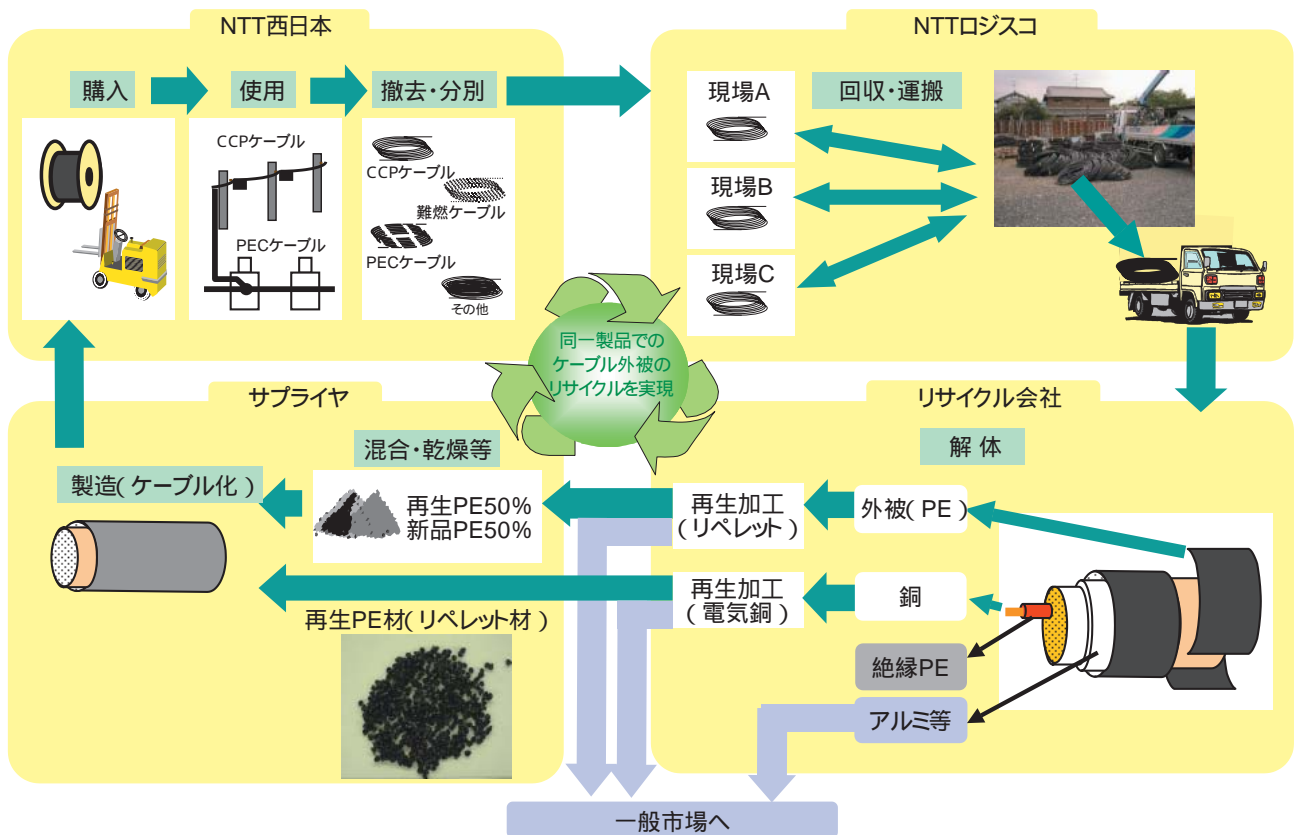 NTT西日本
購入
使用
撤去・分別
CCPケーブル
PECケーブル
CCPケーブル
難燃ケーブル
PECケーブル
その他
NTTロジスコ
現場A
回収・運搬
現場B
現場C
同一製品での
ケーブル外被の
リサイクルを実現
サプライヤ
混合・乾燥等
製造(ケーブル化)
再生PE50%
新品PE50%
再生PE材(リペレット材)
リサイクル会社
解 体
再生加工
(リペレット)
外被(PE)
再生加工
(電気銅)
銅
絶縁PE
アルミ等
一般市場へ